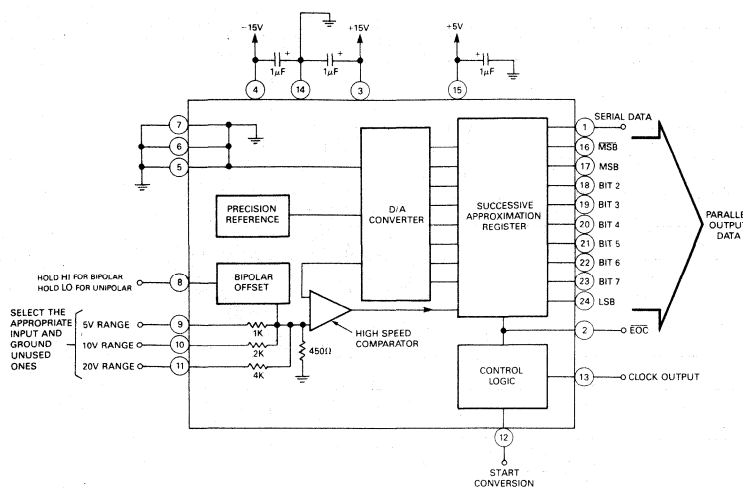 -15V
+15V
+5V
+
1µF
+
1µF
+
1µF
4
14
3
15
7
6
5
PRECISION
REFERENCE
D/A
CONVERTER
SUCCESSIVE
APPROXIMATION
REGISTER
1 SERIAL DATA
16 MSB
17 MSB
18 BIT 2
19 BIT 3
20 BIT 4
21 BIT 5
22 BIT 6
23 BIT 7
24 LSB
2 EOC
13 CLOCK OUTPUT
PARALLE
OUTPU
DATA
HOLD HI FOR BIPOLAR
HOLD LO FOR UNIPOLAR
8
BIPOLAR
OFFSET
SELECT THE
APPROPRIATE
INPUT AND
GROUND
UNUSED
ONES
5V RANGE 9 1K
10V RANGE 10 2K
20V RANGE 11 4K
450Ω
HIGH SPEED
COMPARATOR
CONTROL
LOGIC
12
START
CONVERSION